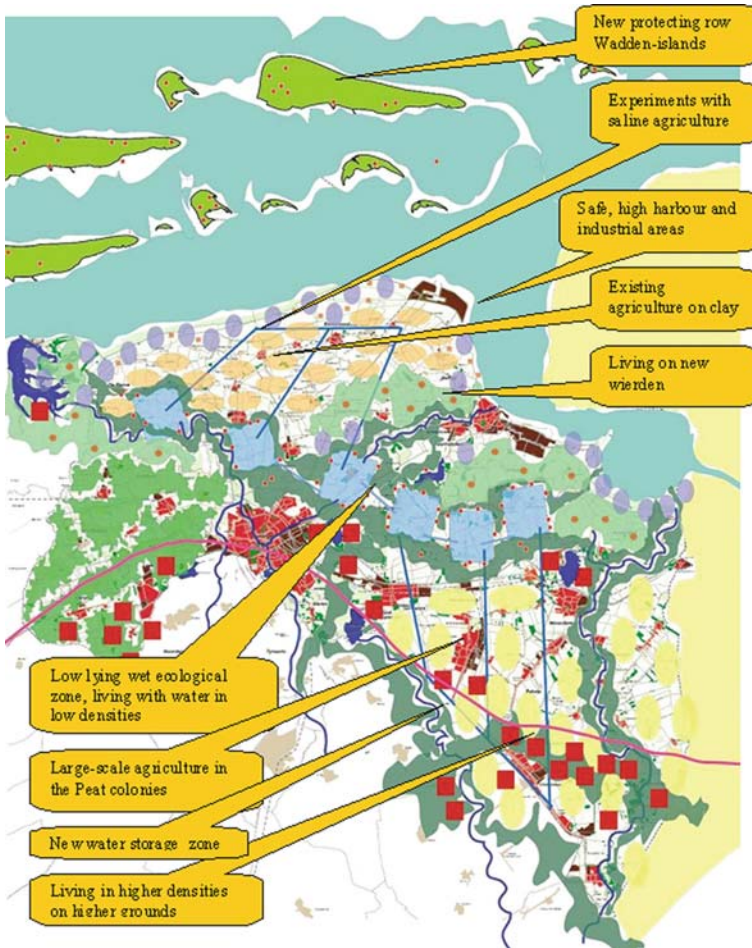 New protecting row
Wadden-islands
Experiments with
saline agriculture
Safe, high harbour and
industrial areas
Existing
agriculture on clay
Living on new
wierden
Low lying wet ecological
zone, living with water in
low densities
Large-scale agriculture in
the Peat colonies
New water storage zone
Living in higher densities
on higher grounds